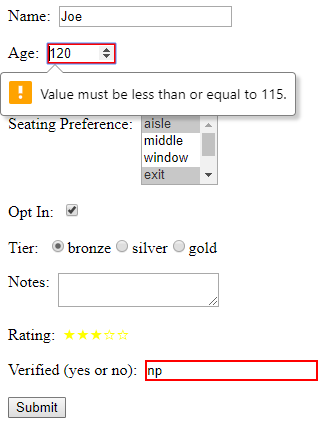 Name: Joe
Age: 120
Value must be less than or equal to 115.
Seating Preference: aisle
middle
window
exit
Opt In:
Tier: bronze silver gold
Notes:
Rating: ★★★☆☆
Verified (yes or no): np
Submit